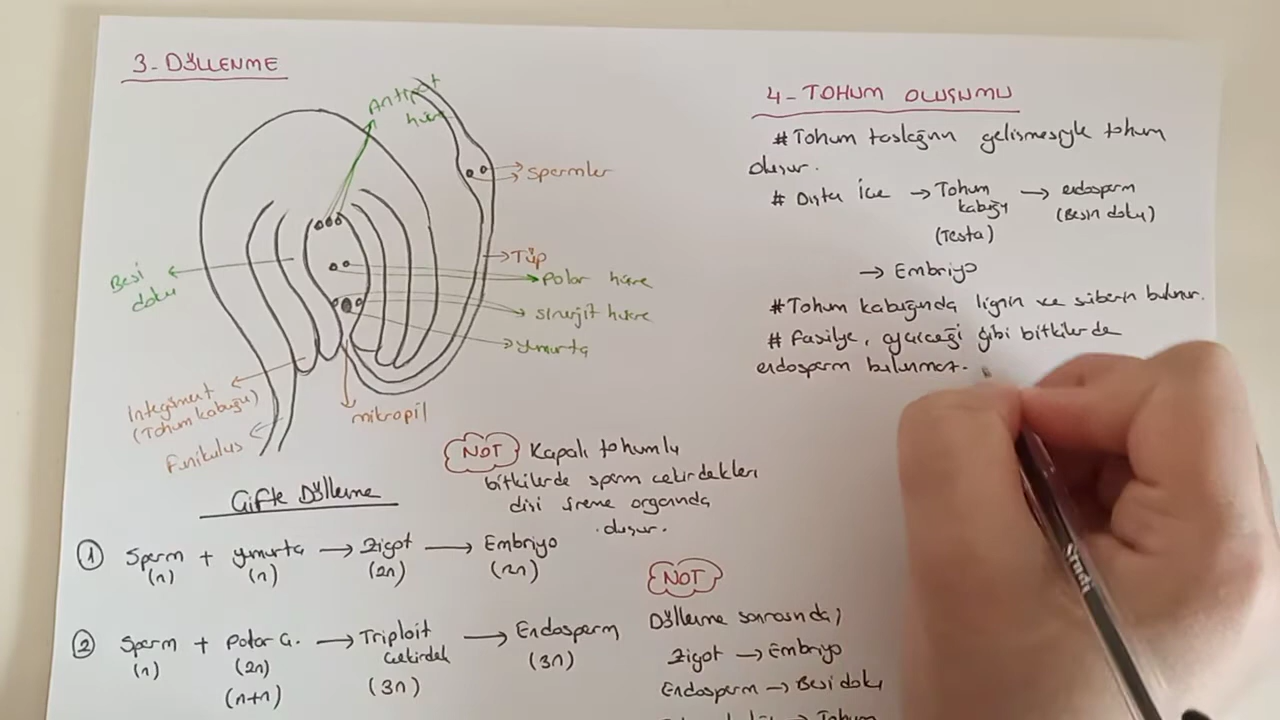 3- DÖLLENME
Antipot
hücre
Spermler
Tüp
Polar hücre
Sinerjit hücre
yumurta
Besi
doku
İntegüment
(Tohum kabuğu)
Funikulus
mikropil
NOT Kapalı tohumlu
bitkilerde sperm çekirdekleri
dişi üreme organında
oluşur.
Çifte Dölleme
1 Sperm + yumurta → Zigot → Embriyo
(n) (n) (2n) (2n)
2 Sperm + Polar Ç. → Triploit → Endosperm
çekirdek
(n) (2n) (3n) (3n)
(n+n)
NOT
Döllenme sonrasında;
Zigot → Embriyo
Endosperm → Besi doku
→ Tohum
4- TOHUM OLUŞUMU
# Tohum taslağının gelişmesiyle tohum
oluşur.
# Dıştan İçe → Tohum → endosperm
kabuğu (Besin doku)
(Testa)
→ Embriyo
# Tohum kabuğunda lignin ve süberin bulunur.
# Fasulye, ayçiçeği gibi bitkilerde
endosperm bulunmaz.
Studi